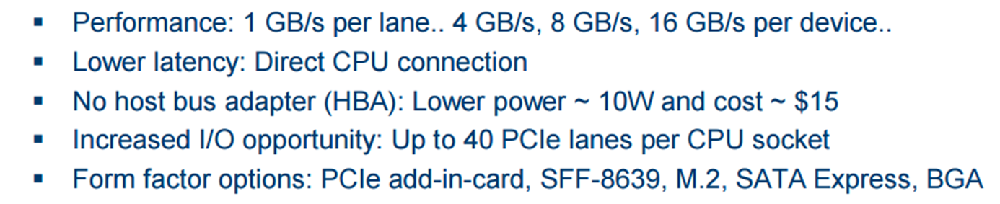 ▪ Performance: 1 GB/s per lane.. 4 GB/s, 8 GB/s, 16 GB/s per device..
▪ Lower latency: Direct CPU connection
▪ No host bus adapter (HBA): Lower power ~ 10W and cost ~ $15
▪ Increased I/O opportunity: Up to 40 PCIe lanes per CPU socket
▪ Form factor options: PCIe add-in-card, SFF-8639, M.2, SATA Express, BGA